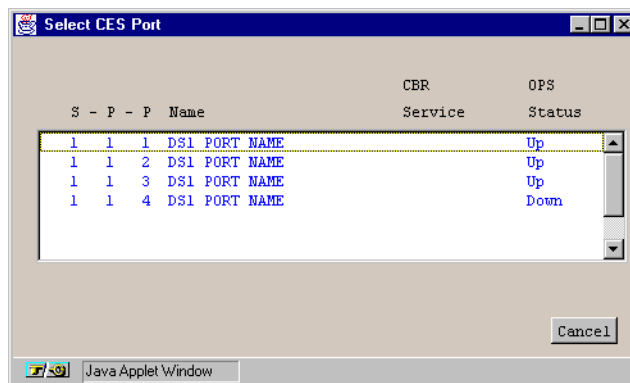 Select CES Port
CBR OPS
S - P - P Name Service Status
1 1 1 DS1 PORT NAME Up
1 1 2 DS1 PORT NAME Up
1 1 3 DS1 PORT NAME Up
1 1 4 DS1 PORT NAME Down
Cancel
Java Applet Window